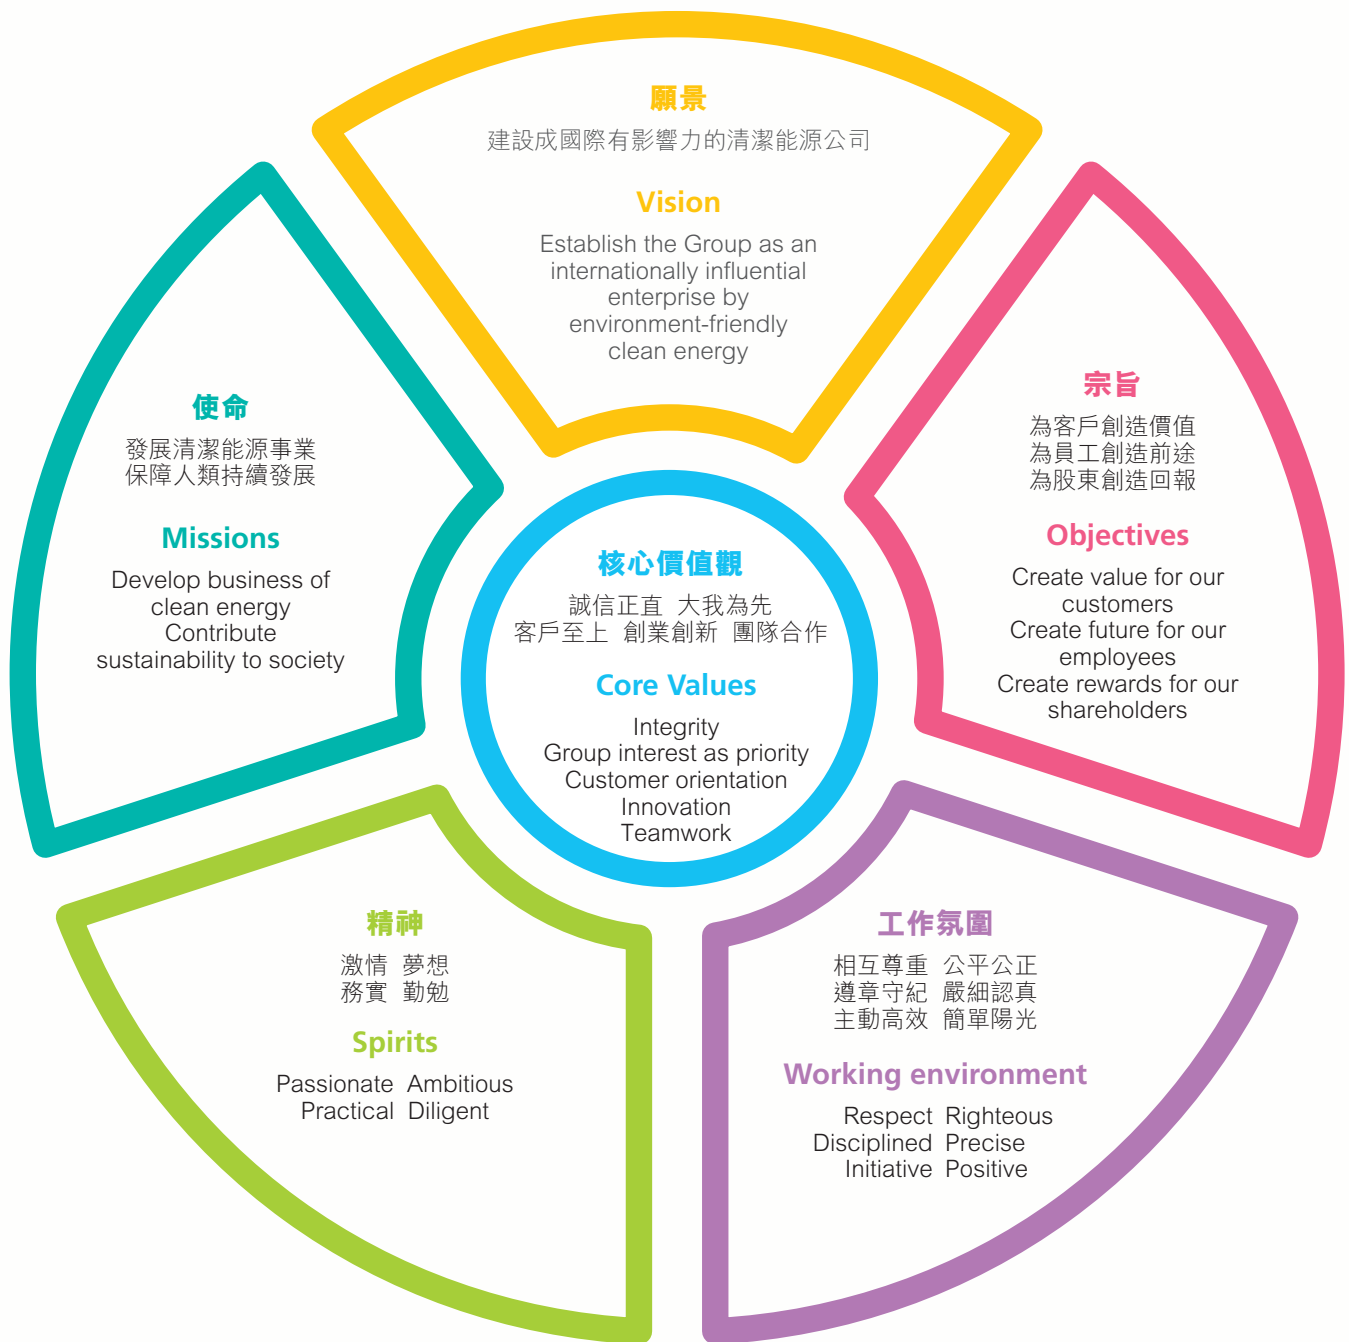 願景
建設成國際有影響力的清潔能源公司
Vision
Establish the Group as an
internationally influential
enterprise by
environment-friendly
clean energy
使命
發展清潔能源事業
保障人類持續發展
Missions
Develop business of
clean energy
Contribute
sustainability to society
核心價值觀
誠信正直 大我為先
客戶至上 創業創新 團隊合作
Core Values
Integrity
Group interest as priority
Customer orientation
Innovation
Teamwork
宗旨
為客戶創造價值
為員工創造前途
為股東創造回報
Objectives
Create value for our
customers
Create future for our
employees
Create rewards for our
shareholders
精神
激情 夢想
務實 勤勉
Spirits
Passionate Ambitious
Practical Diligent
工作氛圍
相互尊重 公平公正
遵章守紀 嚴細認真
主動高效 簡單陽光
Working environment
Respect Righteous
Disciplined Precise
Initiative Positive